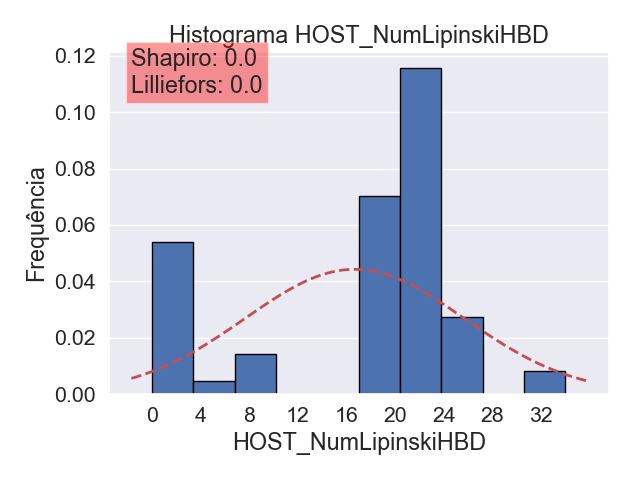 Histograma HOST_NumLipinskiHBD
Shapiro: 0.0
Lilliefors: 0.0
0.12
0.10
0.08
0.06
0.04
0.02
0.00
Frequência
0 4 8 12 16 20 24 28 32
HOST_NumLipinskiHBD